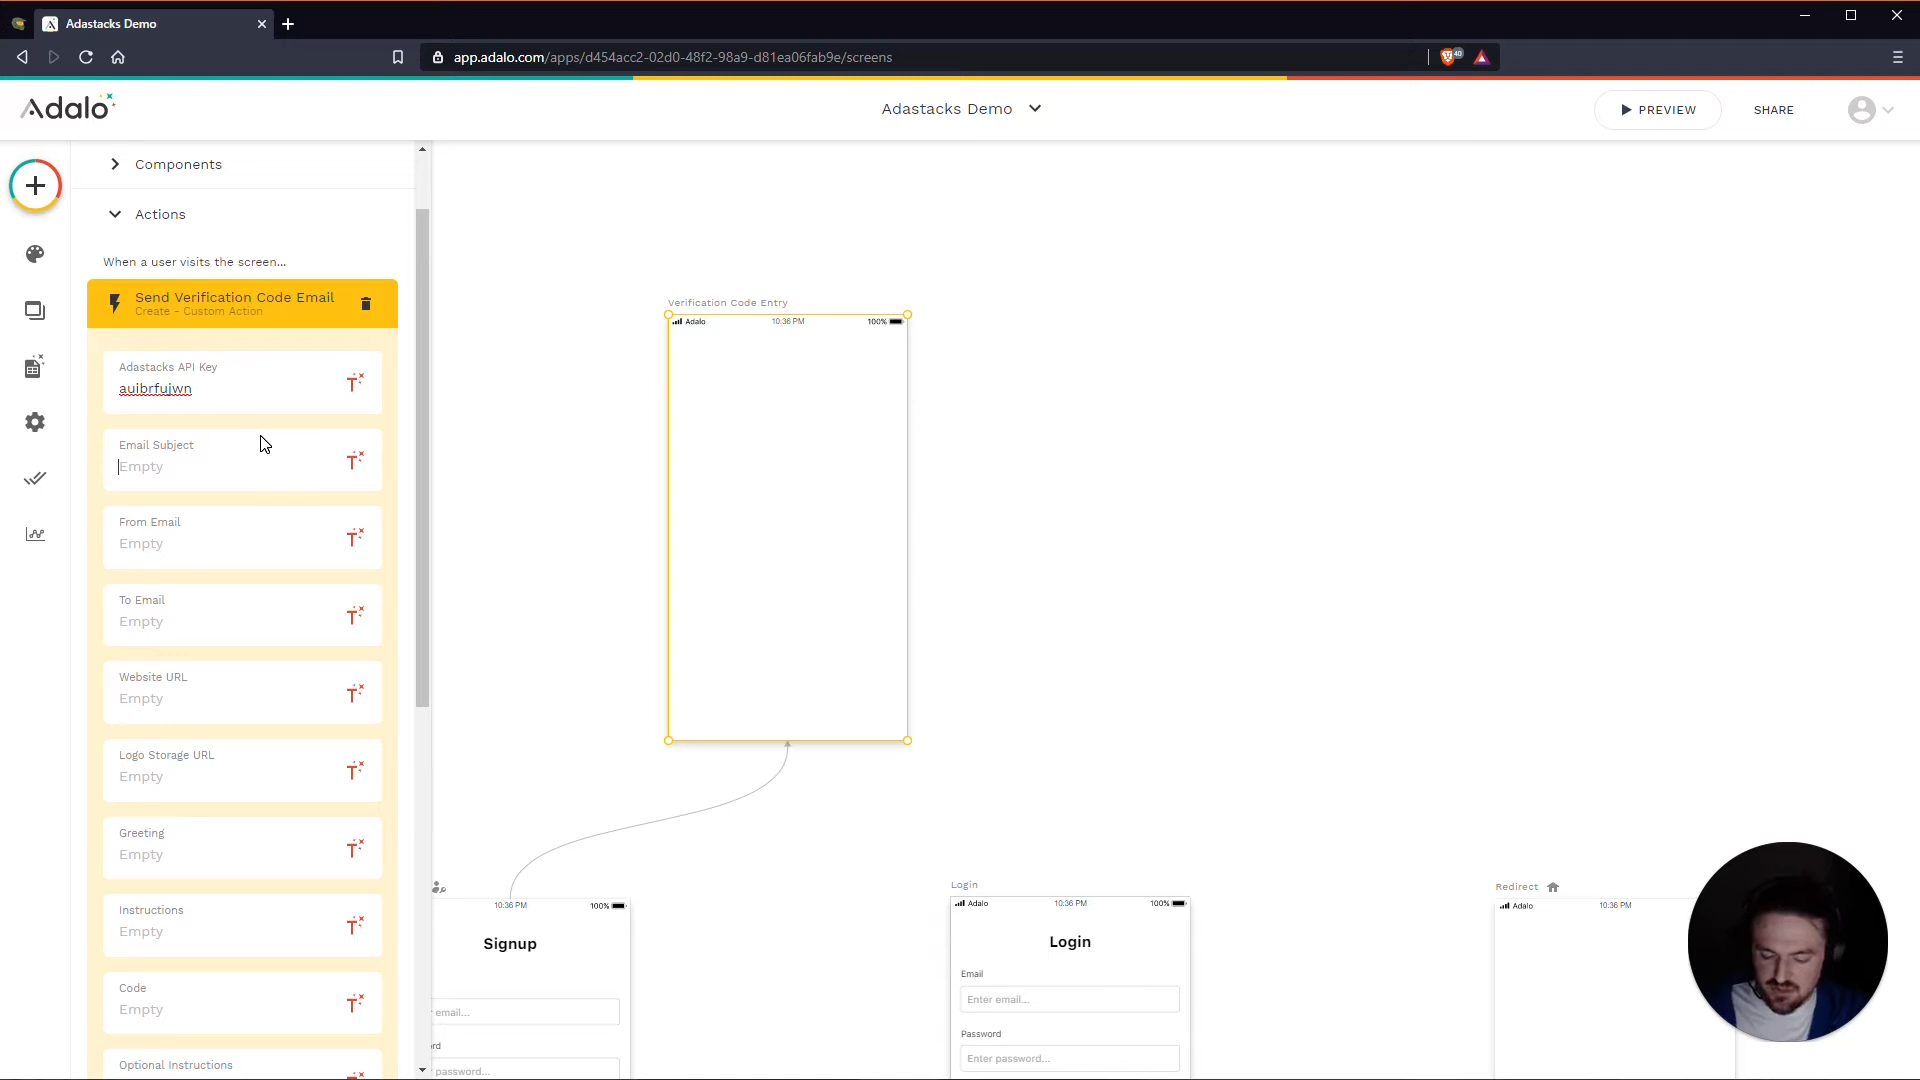 Adastacks Demo
app.adalo.com/apps/d454acc2-02d0-48f2-98a9-d81ea06fab9e/screens
40
Adalo
Adastacks Demo
PREVIEW
SHARE
Components
Actions
When a user visits the screen...
Send Verification Code Email
Create - Custom Action
Adastacks API Key
auibrfujwn
Email Subject
Empty
From Email
Empty
To Email
Empty
Website URL
Empty
Logo Storage URL
Empty
Greeting
Empty
Instructions
Empty
Code
Empty
Optional Instructions
Verification Code Entry
Adalo 10:36 PM 100%
10:36 PM 100%
Signup
email...
rd
password...
Login
Adalo 10:36 PM 100%
Login
Email
Enter email...
Password
Enter password...
Redirect
Adalo 10:36 PM